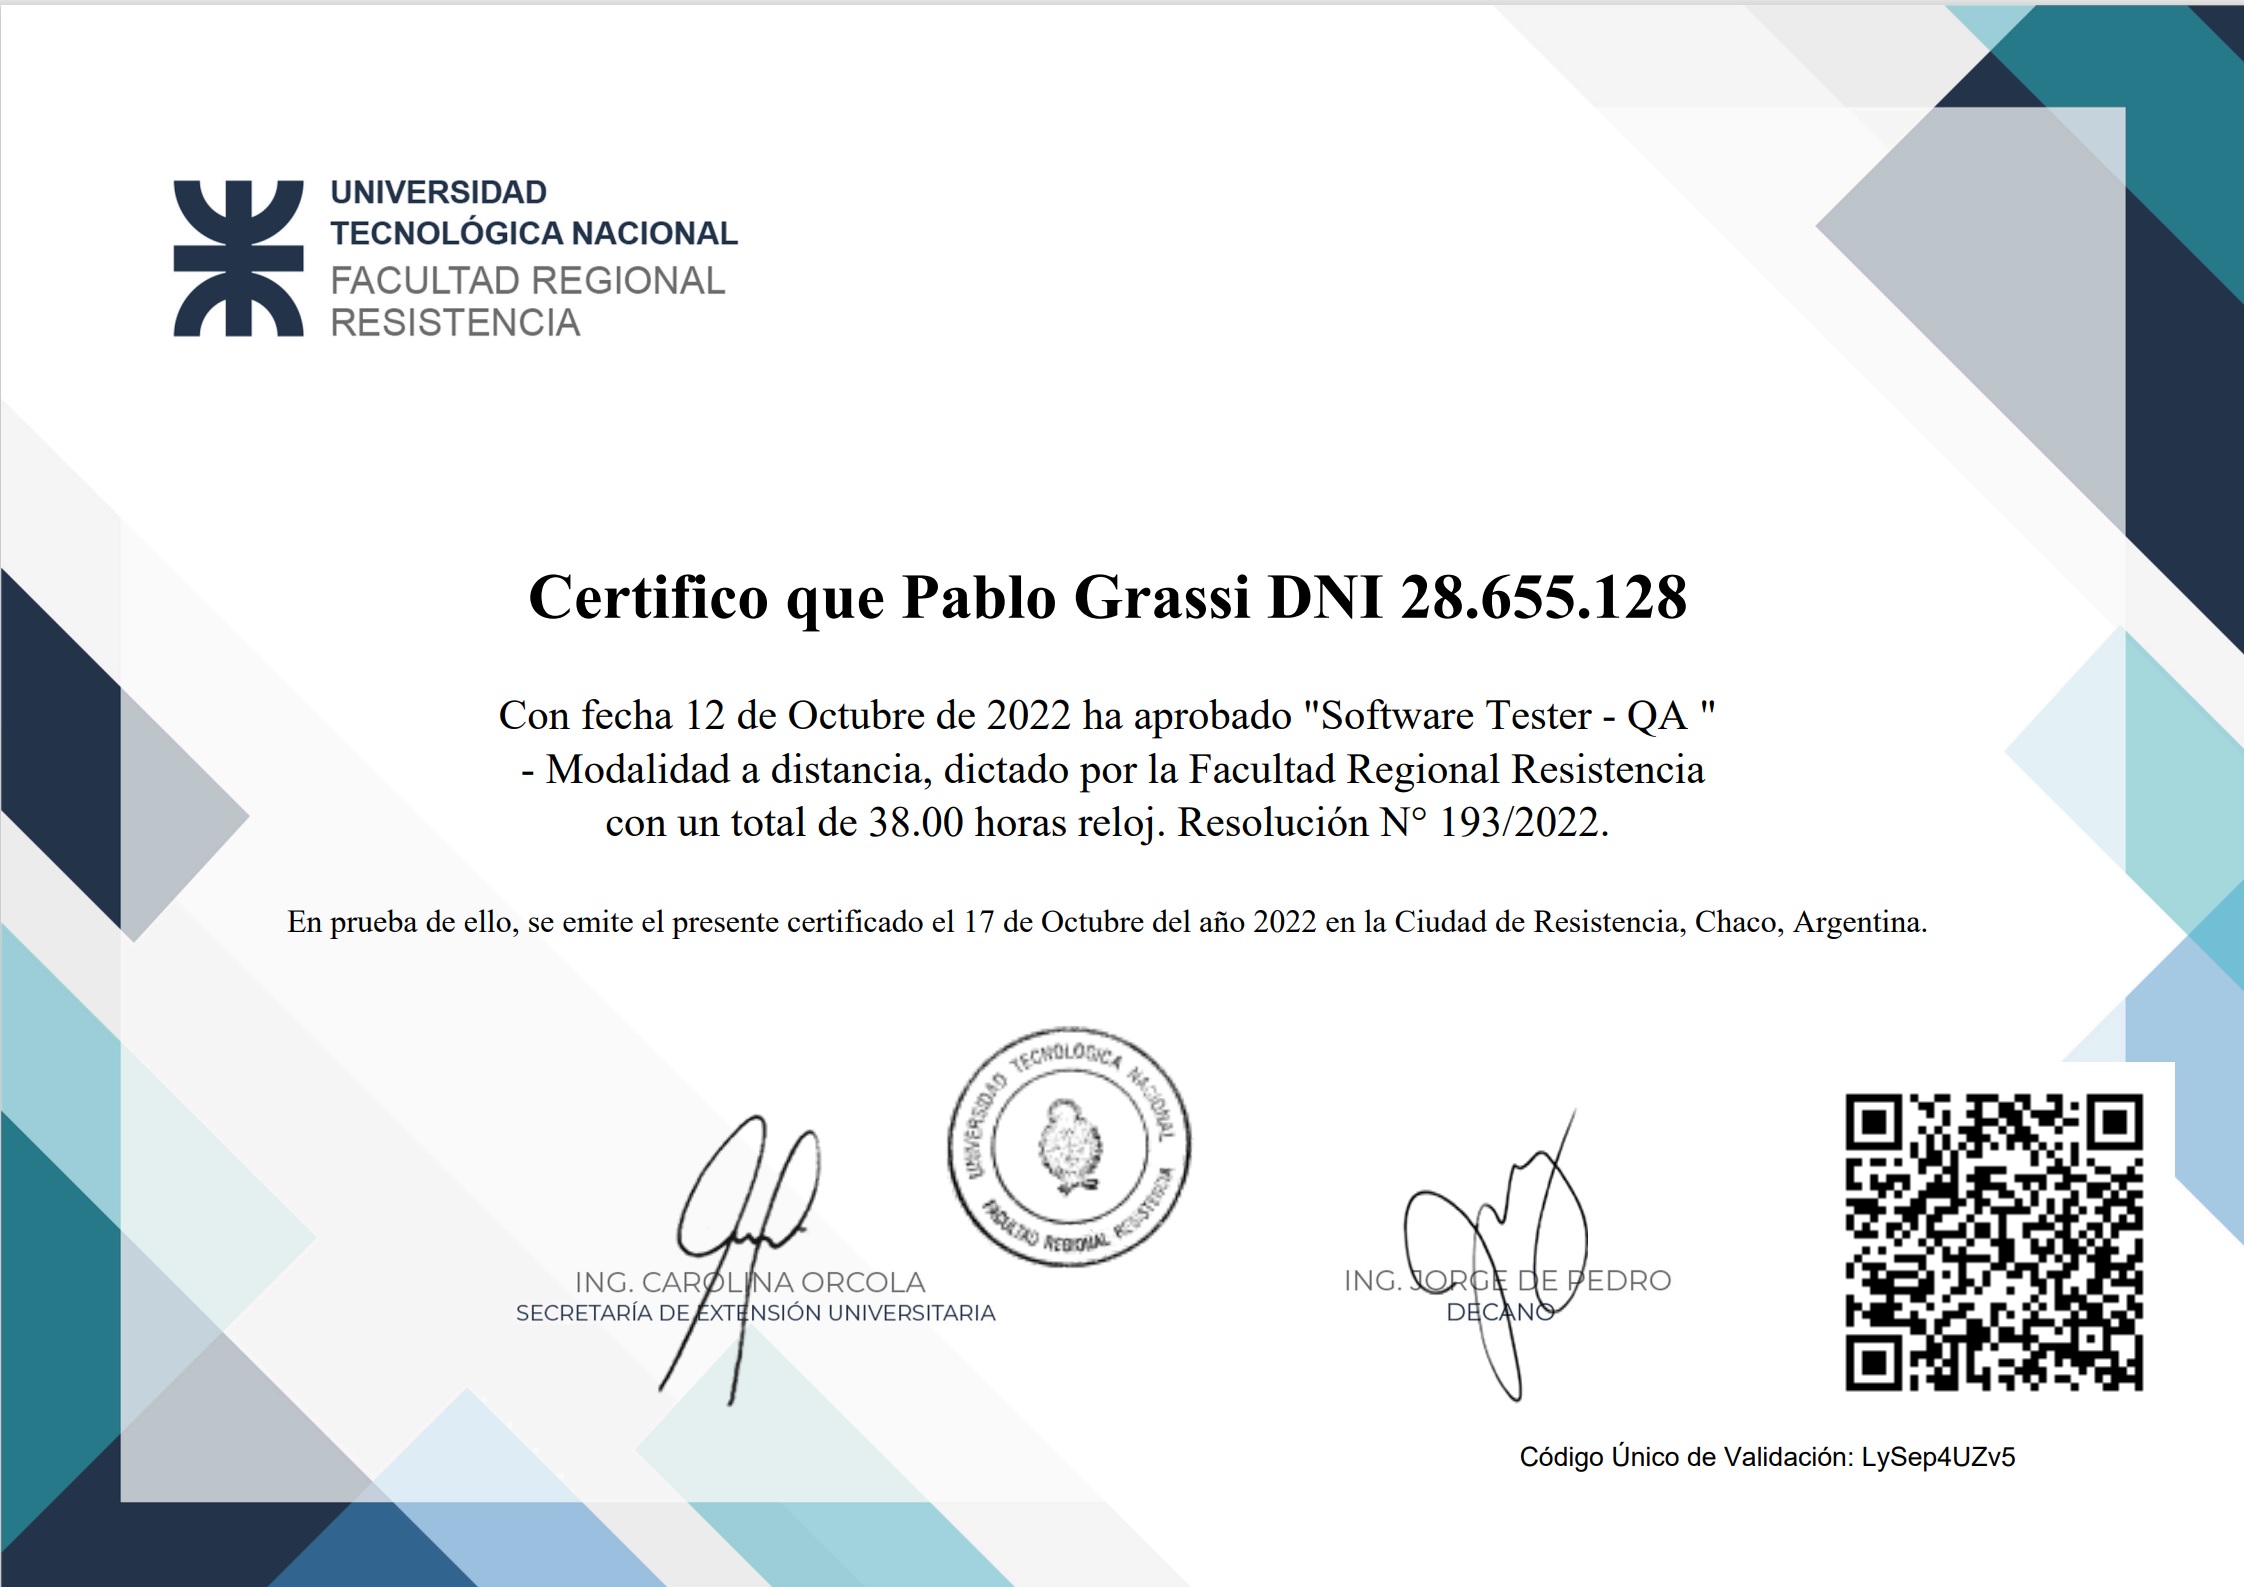 UNIVERSIDAD
TECNOLÓGICA NACIONAL
FACULTAD REGIONAL
RESISTENCIA
Certifico que Pablo Grassi DNI 28.655.128
Con fecha 12 de Octubre de 2022 ha aprobado "Software Tester - QA "
- Modalidad a distancia, dictado por la Facultad Regional Resistencia
con un total de 38.00 horas reloj. Resolución N° 193/2022.
En prueba de ello, se emite el presente certificado el 17 de Octubre del año 2022 en la Ciudad de Resistencia, Chaco, Argentina.
UNIVERSIDAD TECNOLOGICA NACIONAL
FACULTAD REGIONAL RESISTENCIA
ING. CAROLINA ORCOLA
SECRETARÍA DE EXTENSIÓN UNIVERSITARIA
ING. JORGE DE PEDRO
DECANO
Código Único de Validación: LySep4UZv5